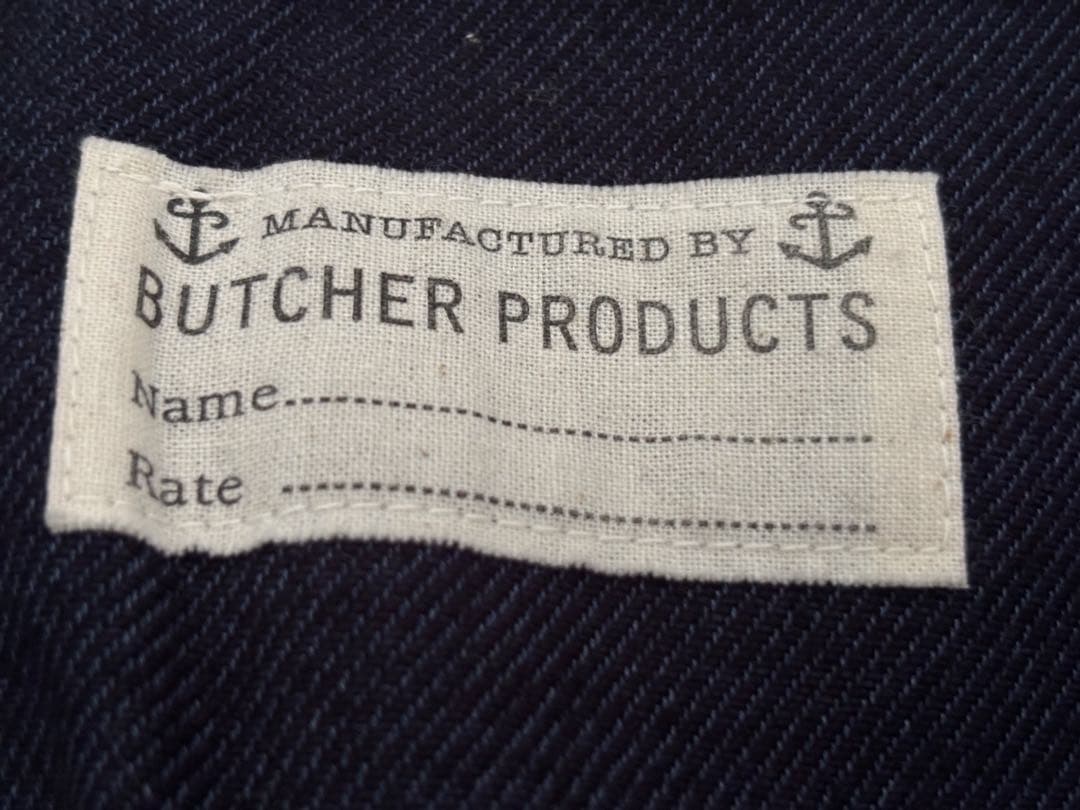 MANUFACTURED BY
BUTCHER PRODUCTS
Name
Rate